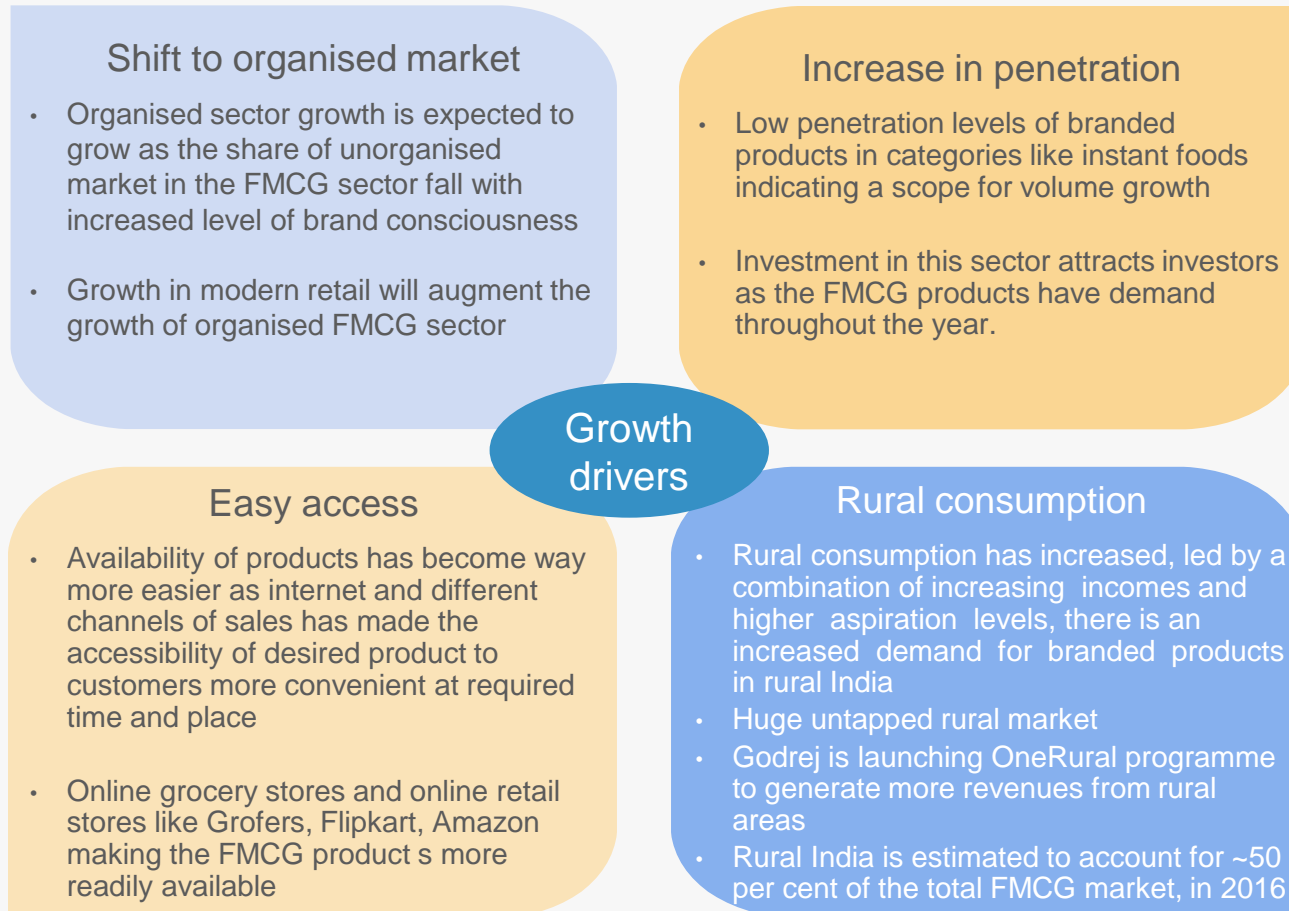 Shift to organised market
• Organised sector growth is expected to
grow as the share of unorganised
market in the FMCG sector fall with
increased level of brand consciousness
• Growth in modern retail will augment the
growth of organised FMCG sector
Increase in penetration
• Low penetration levels of branded
products in categories like instant foods
indicating a scope for volume growth
• Investment in this sector attracts investors
as the FMCG products have demand
throughout the year.
Growth
drivers
Easy access
• Availability of products has become way
more easier as internet and different
channels of sales has made the
accessibility of desired product to
customers more convenient at required
time and place
• Online grocery stores and online retail
stores like Grofers, Flipkart, Amazon
making the FMCG product s more
readily available
Rural consumption
• Rural consumption has increased, led by a
combination of increasing incomes and
higher aspiration levels, there is an
increased demand for branded products
in rural India
• Huge untapped rural market
• Godrej is launching OneRural programme
to generate more revenues from rural
areas
• Rural India is estimated to account for ~50
per cent of the total FMCG market, in 2016